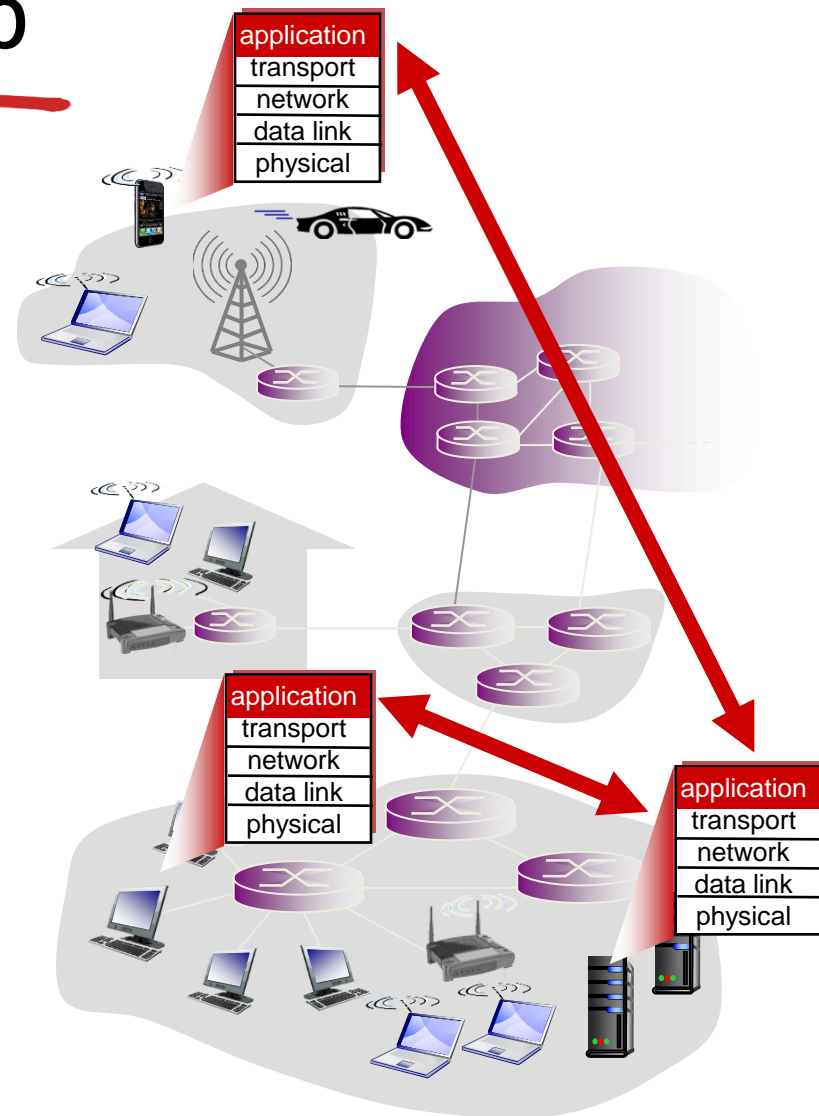 p
application
transport
network
data link
physical
application
transport
network
data link
physical
application
transport
network
data link
physical